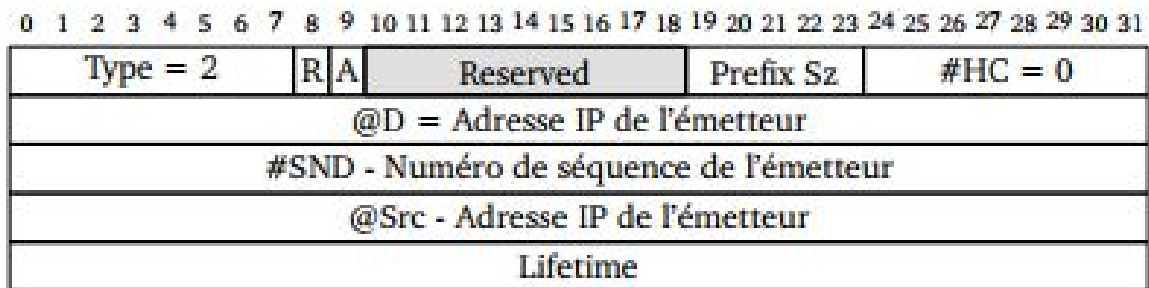 0 1 2 3 4 5 6 7 8 9 10 11 12 13 14 15 16 17 18 19 20 21 22 23 24 25 26 27 28 29 30 31
Type = 2 R A Reserved Prefix Sz #HC = 0
@D = Adresse IP de l'émetteur
#SND - Numéro de séquence de l'émetteur
@Src - Adresse IP de l'émetteur
Lifetime